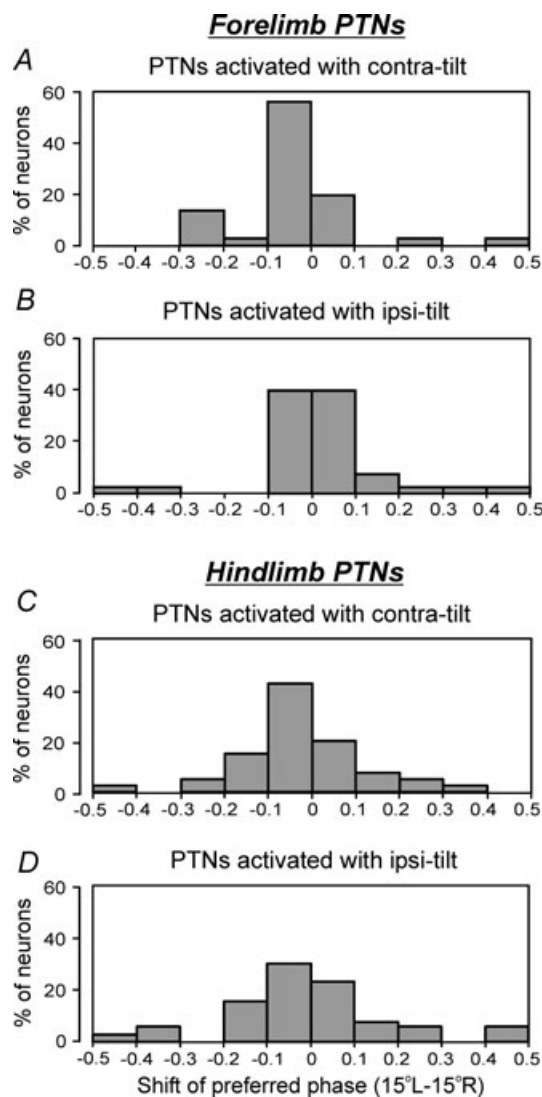 Forelimb PTNs
A
PTNs activated with contra-tilt
% of neurons
60
40
20
0
-0.5 -0.4 -0.3 -0.2 -0.1 0 0.1 0.2 0.3 0.4 0.5
B
PTNs activated with ipsi-tilt
% of neurons
60
40
20
0
-0.5 -0.4 -0.3 -0.2 -0.1 0 0.1 0.2 0.3 0.4 0.5
Hindlimb PTNs
C
PTNs activated with contra-tilt
% of neurons
60
40
20
0
-0.5 -0.4 -0.3 -0.2 -0.1 0 0.1 0.2 0.3 0.4 0.5
D
PTNs activated with ipsi-tilt
% of neurons
60
40
20
0
-0.5 -0.4 -0.3 -0.2 -0.1 0 0.1 0.2 0.3 0.4 0.5
Shift of preferred phase (15°L-15°R)